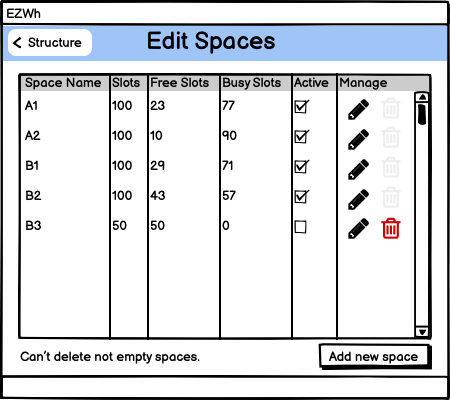 EZWh
Structure
Edit Spaces
Space Name Slots Free Slots Busy Slots Active Manage
A1 100 23 77
A2 100 10 90
B1 100 29 71
B2 100 43 57
B3 50 50 0
Can't delete not empty spaces.
Add new space